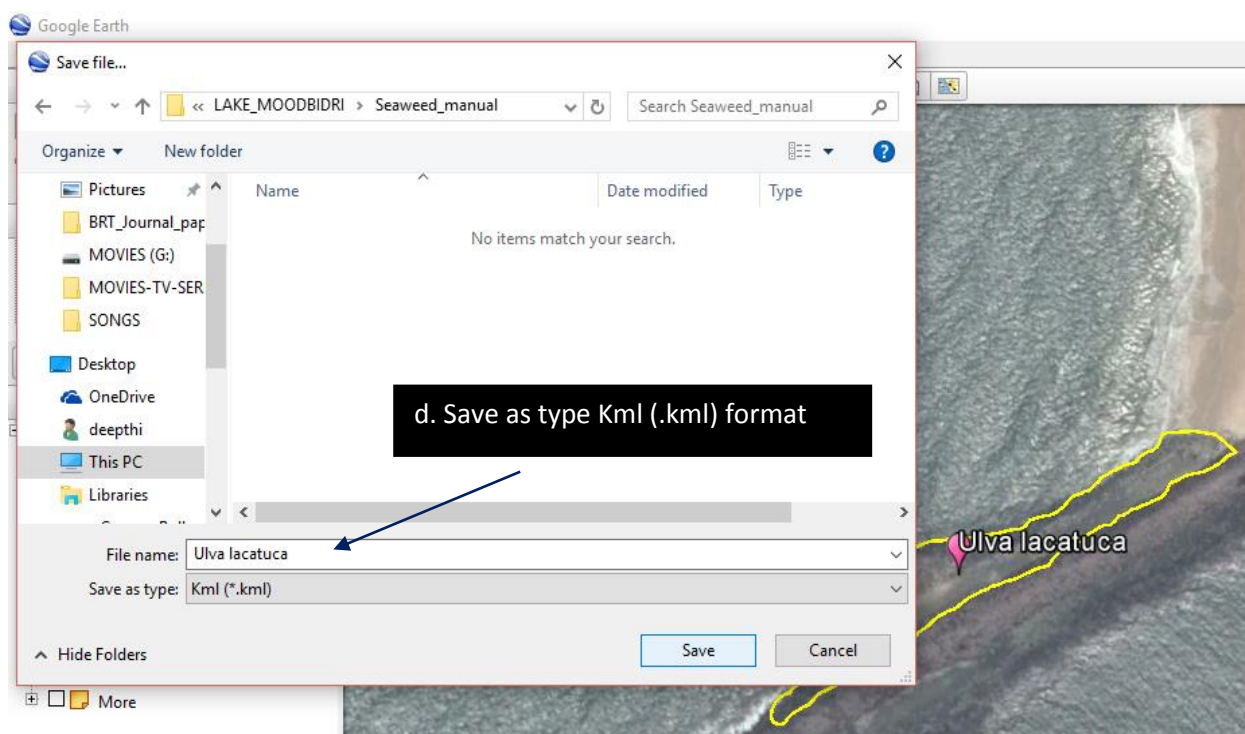 Google Earth
Save file...
« LAKE_MOODBIDRI › Seaweed_manual
Search Seaweed_manual
Organize
New folder
?
Pictures
BRT_Journal_pap
MOVIES (G:)
MOVIES-TV-SER
SONGS
Desktop
OneDrive
deepthi
This PC
Libraries
Name
Date modified
Type
No items match your search.
d. Save as type Kml (.kml) format
File name: Ulva lacatuca
Save as type: Kml (*.kml)
Hide Folders
Save
Cancel
More
Ulva lacatuca